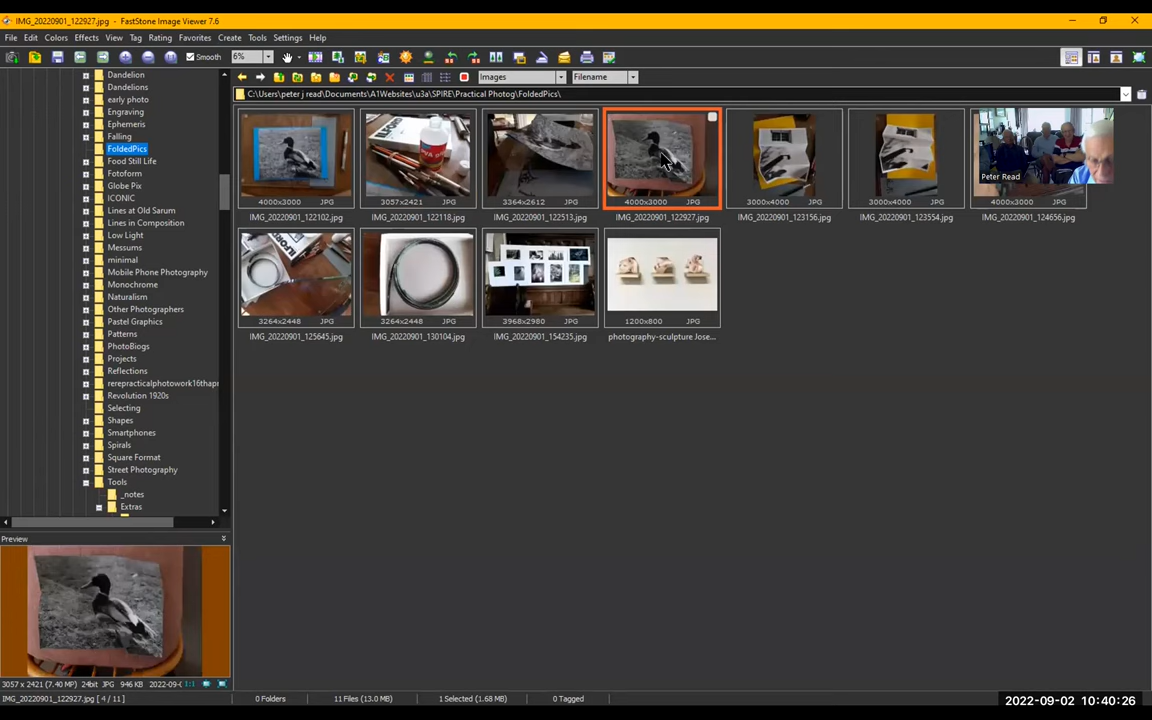 IMG_20220901_122927.jpg - FastStone Image Viewer 7.6
File Edit Colors Effects View Tag Rating Favorites Create Tools Settings Help
Smooth 6%
Images Filename
C:\Users\peter j read\Documents\A1Websites\u3a\SPIRE\Practical Photog\FoldedPics\
Dandelion
Dandelions
early photo
Engraving
Ephemeris
Falling
FoldedPics
Food Still Life
Fotoform
Globe Pix
ICONIC
Lines at Old Sarum
Lines in Composition
Low Light
Messums
minimal
Mobile Phone Photography
Monochrome
Naturalism
Other Photographers
Pastel Graphics
Patterns
PhotoBiogs
Projects
Reflections
rerepracticalphotowork16thapr
Revolution 1920s
Selecting
Shapes
Smartphones
Spirals
Square Format
Street Photography
Tools
_notes
Extras
4000x3000 JPG
IMG_20220901_122102.jpg
3057x2421 JPG
IMG_20220901_122118.jpg
3364x2612 JPG
IMG_20220901_122513.jpg
4000x3000 JPG
IMG_20220901_122927.jpg
3000x4000 JPG
IMG_20220901_123156.jpg
3000x4000 JPG
IMG_20220901_123554.jpg
Peter Read
4000x3000 JPG
IMG_20220901_124656.jpg
ILFORD
3264x2448 JPG
IMG_20220901_125645.jpg
3264x2448 JPG
IMG_20220901_130104.jpg
3968x2980 JPG
IMG_20220901_154235.jpg
1200x800 JPG
photography-sculpture Jose...
Preview
3057 x 2421 (7.40 MP) 24bit JPG 946 KB 2022-09-0 1:1
IMG_20220901_122927.jpg [ 4 / 11 ]
0 Folders 11 Files (13.0 MB) 1 Selected (1.68 MB) 0 Tagged
2022-09-02 10:40:26